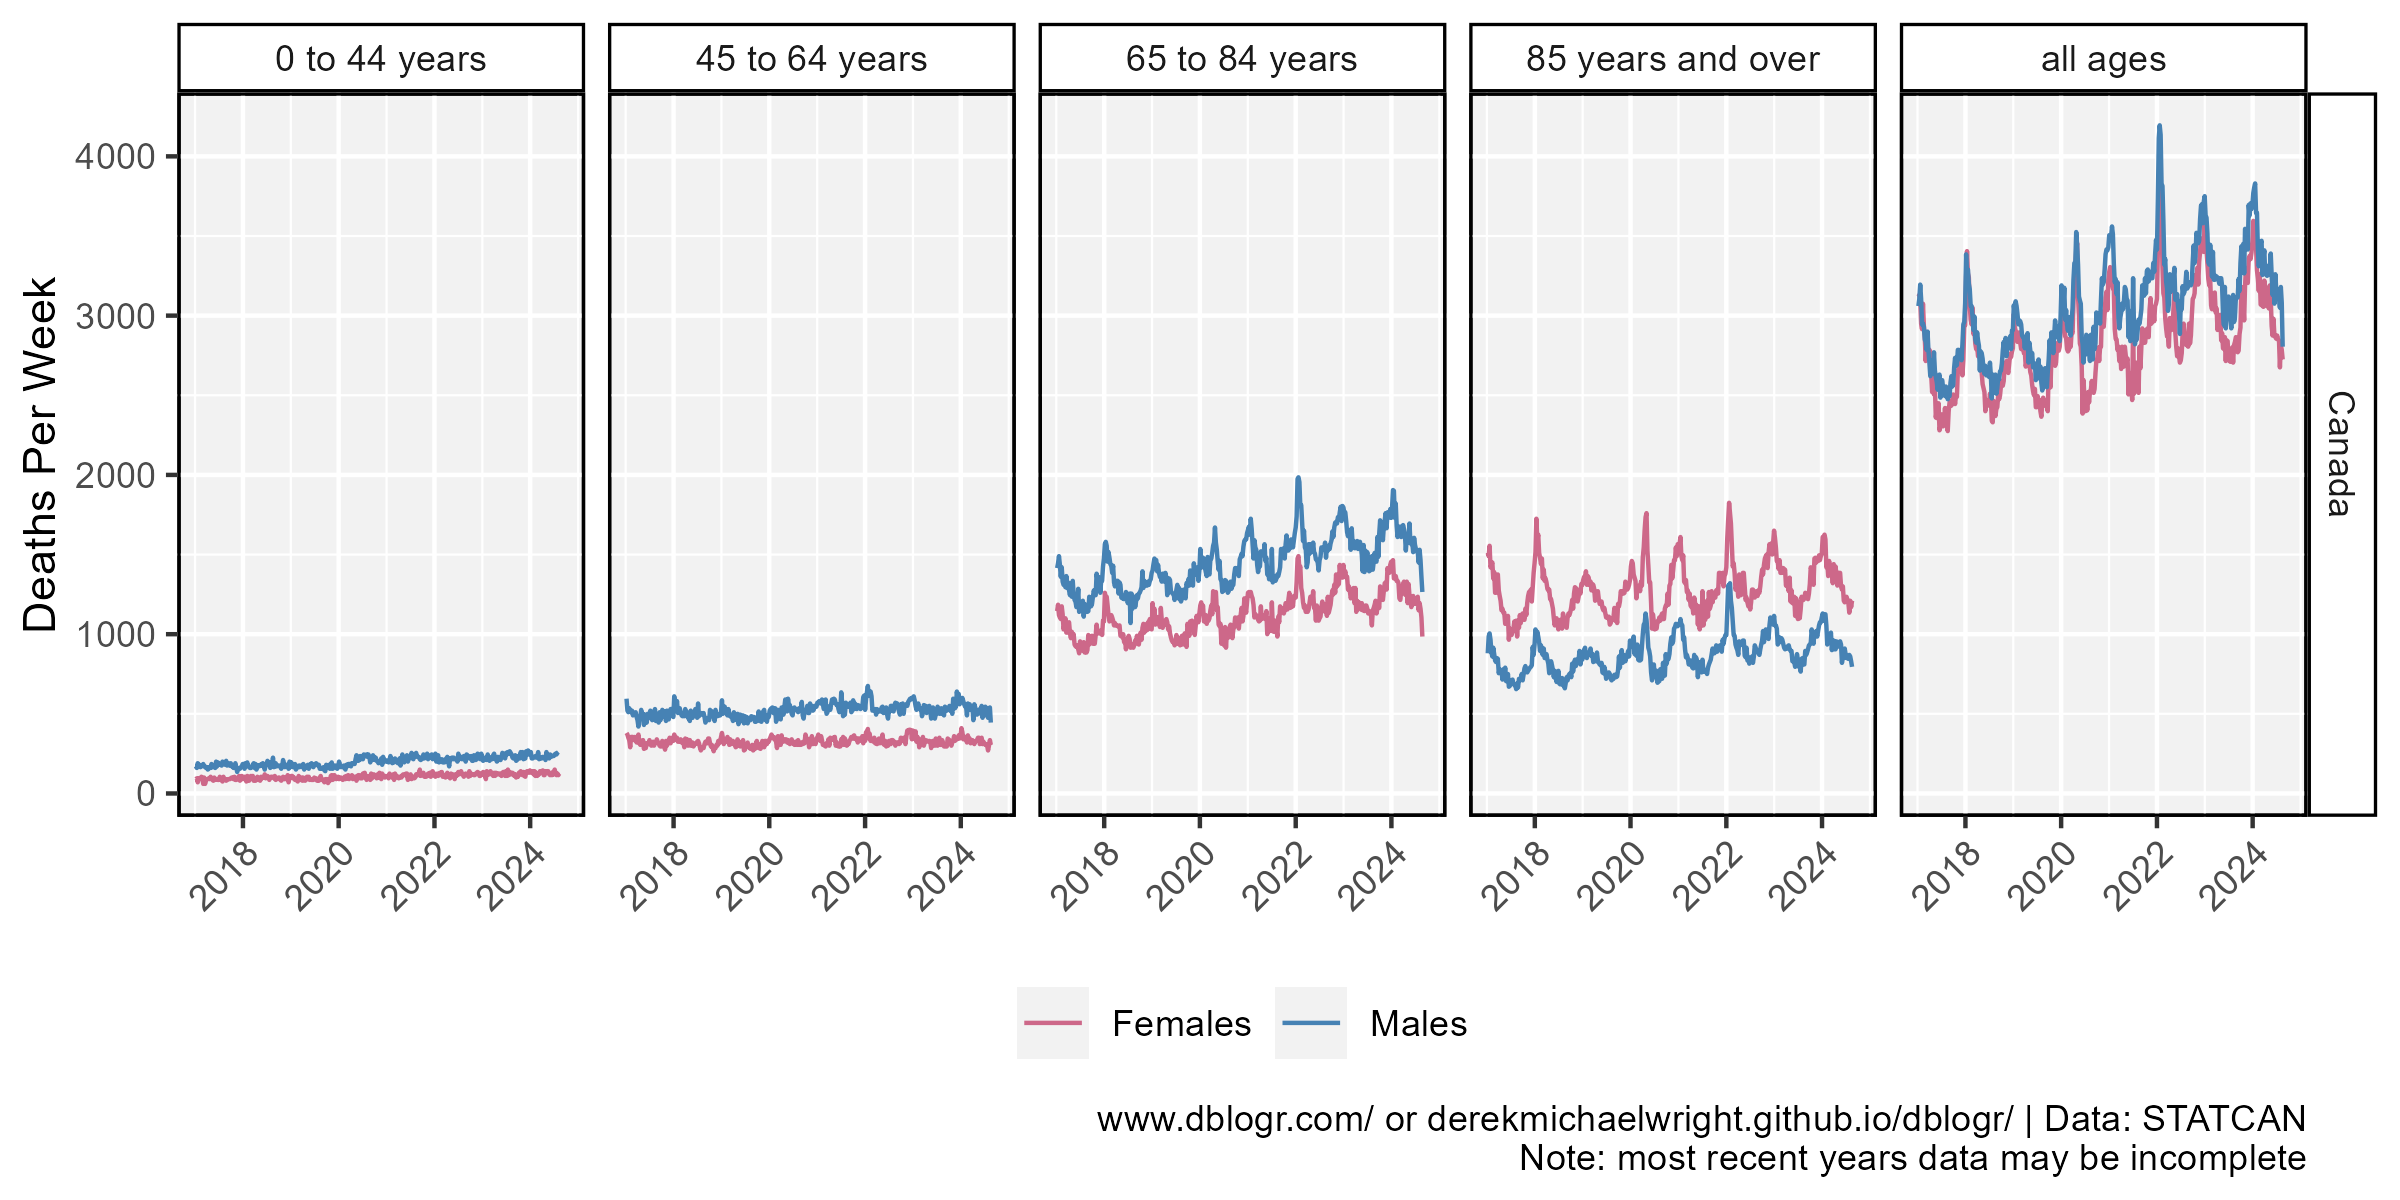 0 to 44 years
45 to 64 years
65 to 84 years
85 years and over
all ages
Canada
Deaths Per Week
4000
3000
2000
1000
0
2018
2020
2022
2024
2018
2020
2022
2024
2018
2020
2022
2024
2018
2020
2022
2024
2018
2020
2022
2024
Females
Males
www.dblogr.com/ or derekmichaelwright.github.io/dblogr/ | Data: STATCAN
Note: most recent years data may be incomplete